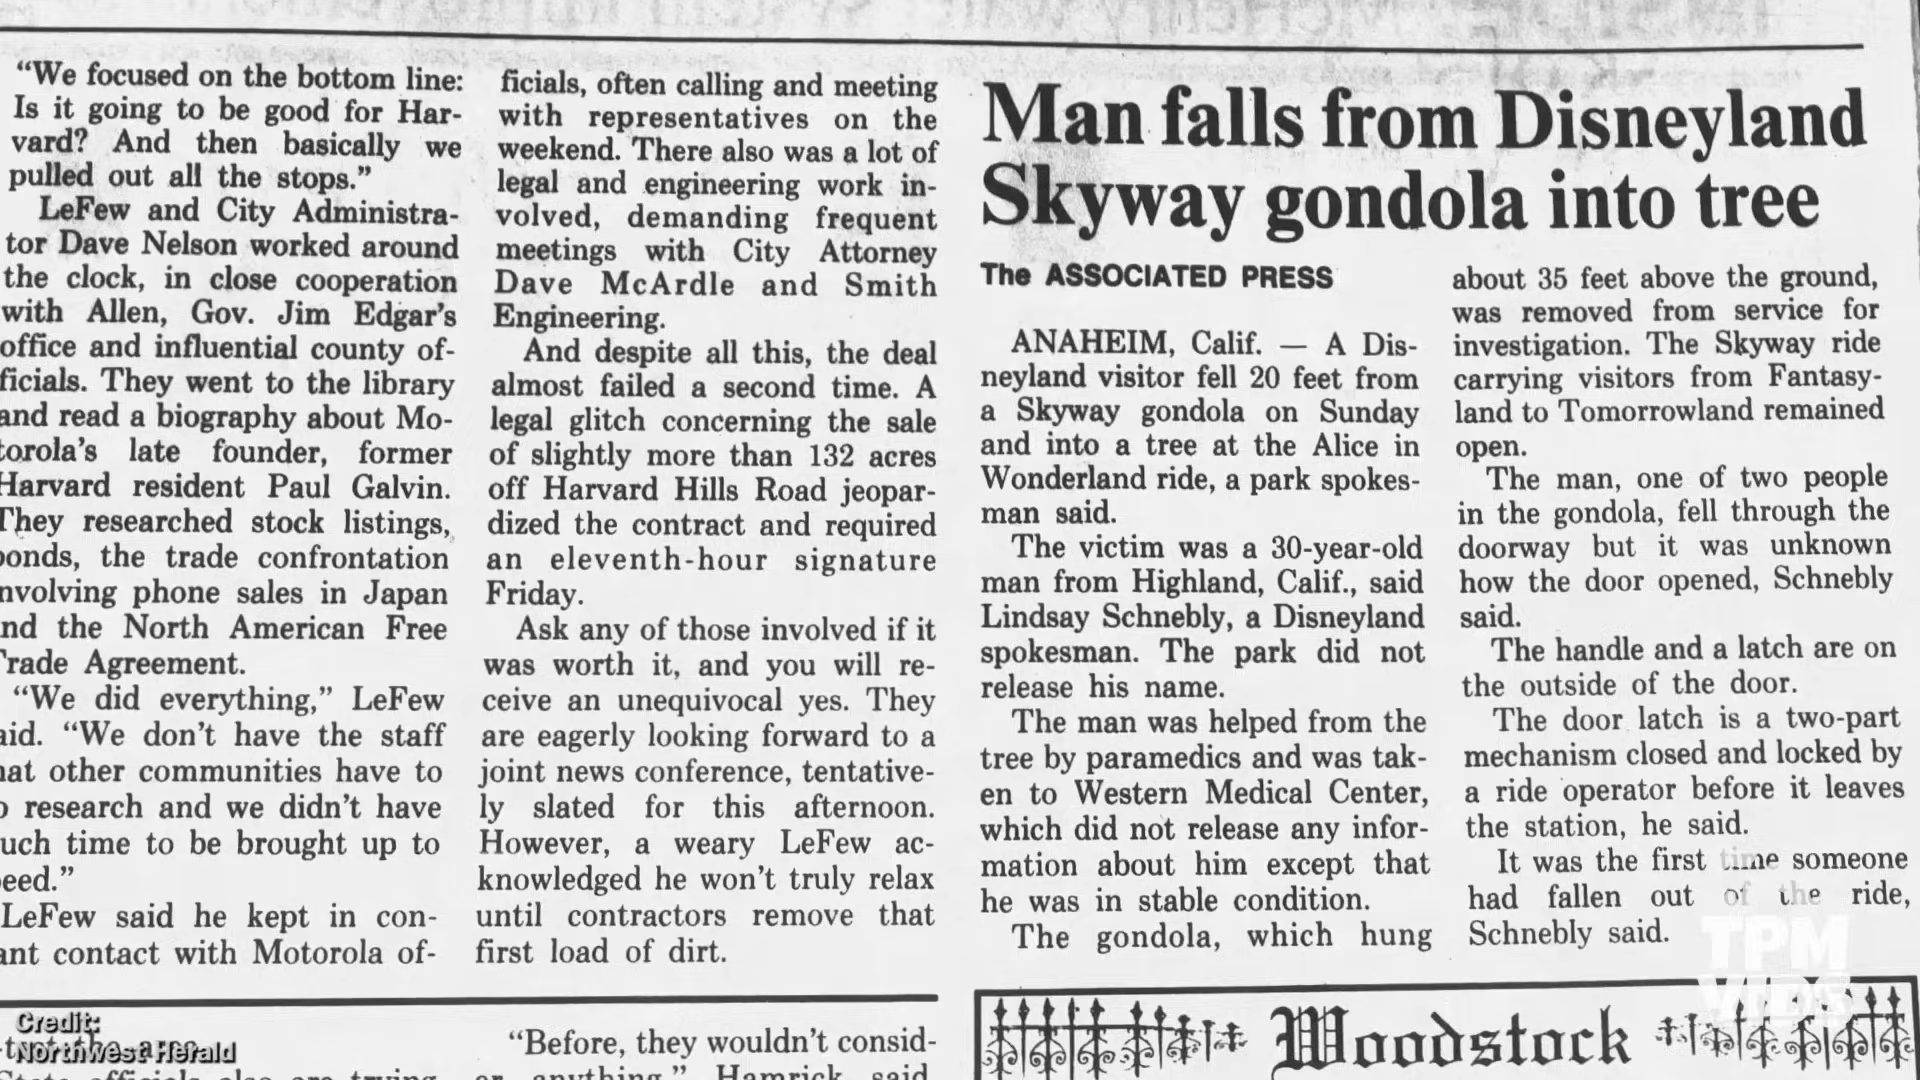 “We focused on the bottom line:
Is it going to be good for Har-
vard? And then basically we
pulled out all the stops.”
LeFew and City Administra-
tor Dave Nelson worked around
the clock, in close cooperation
with Allen, Gov. Jim Edgar's
office and influential county of-
ficials. They went to the library
and read a biography about Mo-
torola's late founder, former
Harvard resident Paul Galvin.
They researched stock listings,
bonds, the trade confrontation
nvolving phone sales in Japan
nd the North American Free
Trade Agreement.
“We did everything,” LeFew
aid. “We don't have the staff
hat other communities have to
o research and we didn't have
uch time to be brought up to
peed.”
LeFew said he kept in con-
ant contact with Motorola of-
ficials, often calling and meeting
with representatives on the
weekend. There also was a lot of
legal and engineering work in-
volved, demanding frequent
meetings with City Attorney
Dave McArdle and Smith
Engineering.
And despite all this, the deal
almost failed a second time. A
legal glitch concerning the sale
of slightly more than 132 acres
off Harvard Hills Road jeopar-
dized the contract and required
an eleventh-hour signature
Friday.
Ask any of those involved if it
was worth it, and you will re-
ceive an unequivocal yes. They
are eagerly looking forward to a
joint news conference, tentative-
ly slated for this afternoon.
However, a weary LeFew ac-
knowledged he won't truly relax
until contractors remove that
first load of dirt.
Man falls from Disneyland
Skyway gondola into tree
The ASSOCIATED PRESS
ANAHEIM, Calif. — A Dis-
neyland visitor fell 20 feet from
a Skyway gondola on Sunday
and into a tree at the Alice in
Wonderland ride, a park spokes-
man said.
The victim was a 30-year-old
man from Highland, Calif., said
Lindsay Schnebly, a Disneyland
spokesman. The park did not
release his name.
The man was helped from the
tree by paramedics and was tak-
en to Western Medical Center,
which did not release any infor-
mation about him except that
he was in stable condition.
The gondola, which hung
about 35 feet above the ground,
was removed from service for
investigation. The Skyway ride
carrying visitors from Fantasy-
land to Tomorrowland remained
open.
The man, one of two people
in the gondola, fell through the
doorway but it was unknown
how the door opened, Schnebly
said.
The handle and a latch are on
the outside of the door.
The door latch is a two-part
mechanism closed and locked by
a ride operator before it leaves
the station, he said.
It was the first time someone
had fallen out of the ride,
Schnebly said.
TPM
VIDS
Woodstock
Credit:
Northwest Herald
“Before, they wouldn't consid-
er anything,” Hamrick said